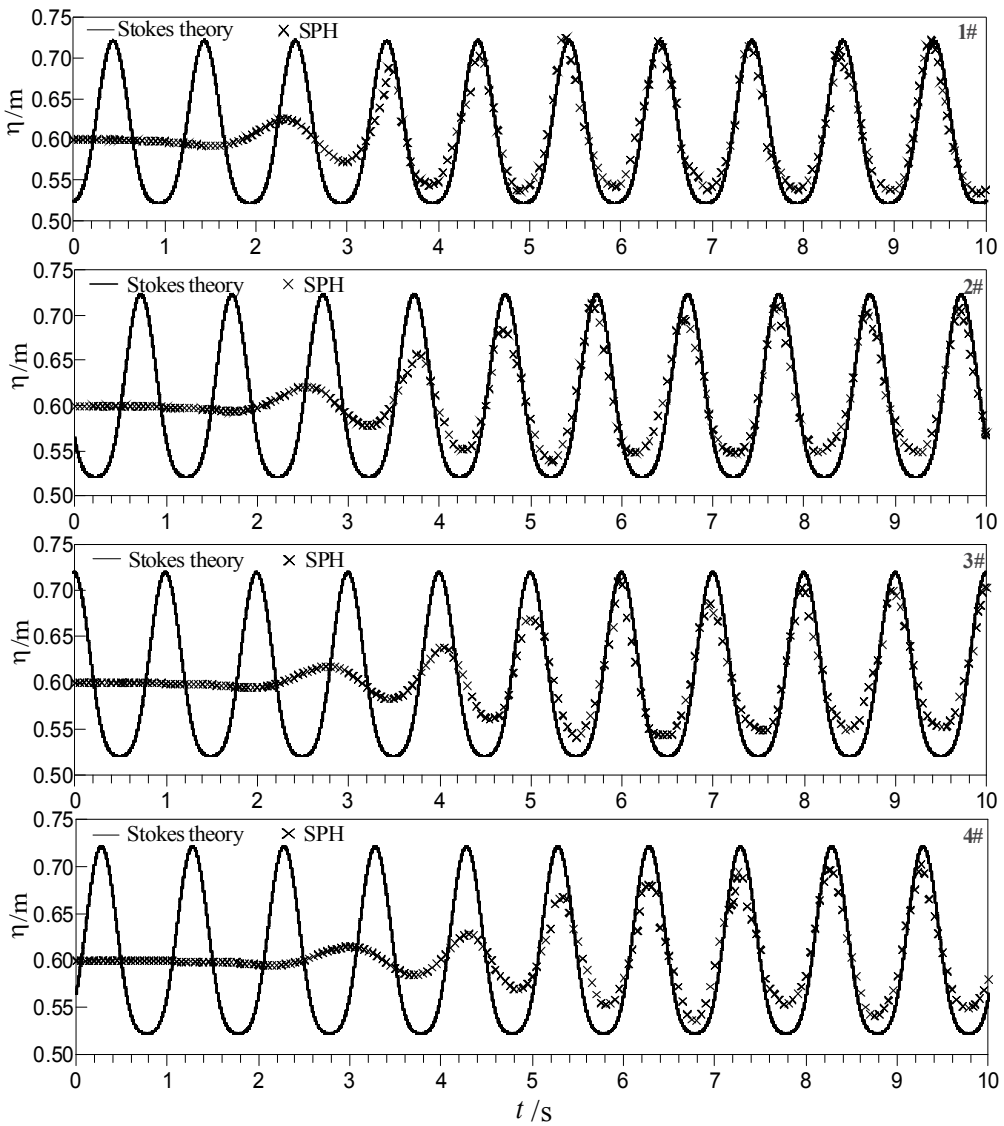 Stokes theory SPH 1#
0.75
0.70
0.65
0.60
0.55
0.50
η/m
0 1 2 3 4 5 6 7 8 9 10
Stokes theory SPH 2#
0.75
0.70
0.65
0.60
0.55
0.50
η/m
0 1 2 3 4 5 6 7 8 9 10
Stokes theory SPH 3#
0.75
0.70
0.65
0.60
0.55
0.50
η/m
0 1 2 3 4 5 6 7 8 9 10
Stokes theory SPH 4#
0.75
0.70
0.65
0.60
0.55
0.50
η/m
0 1 2 3 4 5 6 7 8 9 10
t /s